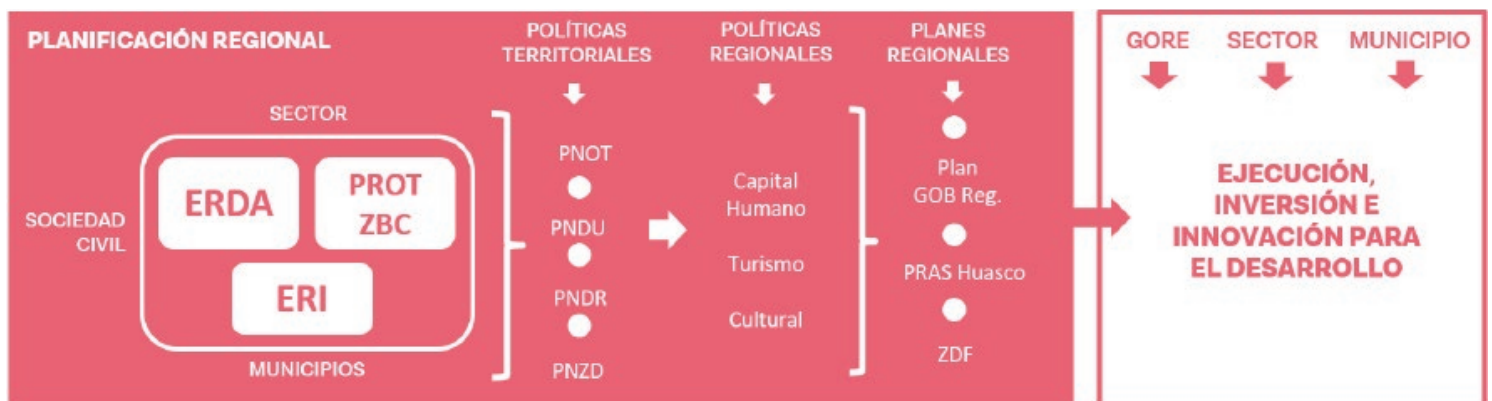 PLANIFICACIÓN REGIONAL
SECTOR
SOCIEDAD
CIVIL
ERDA
PROT
ZBC
ERI
MUNICIPIOS
POLÍTICAS
TERRITORIALES
PNOT
PNDU
PNDR
PNZD
POLÍTICAS
REGIONALES
Capital
Humano
Turismo
Cultural
PLANES
REGIONALES
Plan
GOB Reg.
PRAS Huasco
ZDF
GORE
SECTOR
MUNICIPIO
EJECUCIÓN,
INVERSIÓN E
INNOVACIÓN PARA
EL DESARROLLO